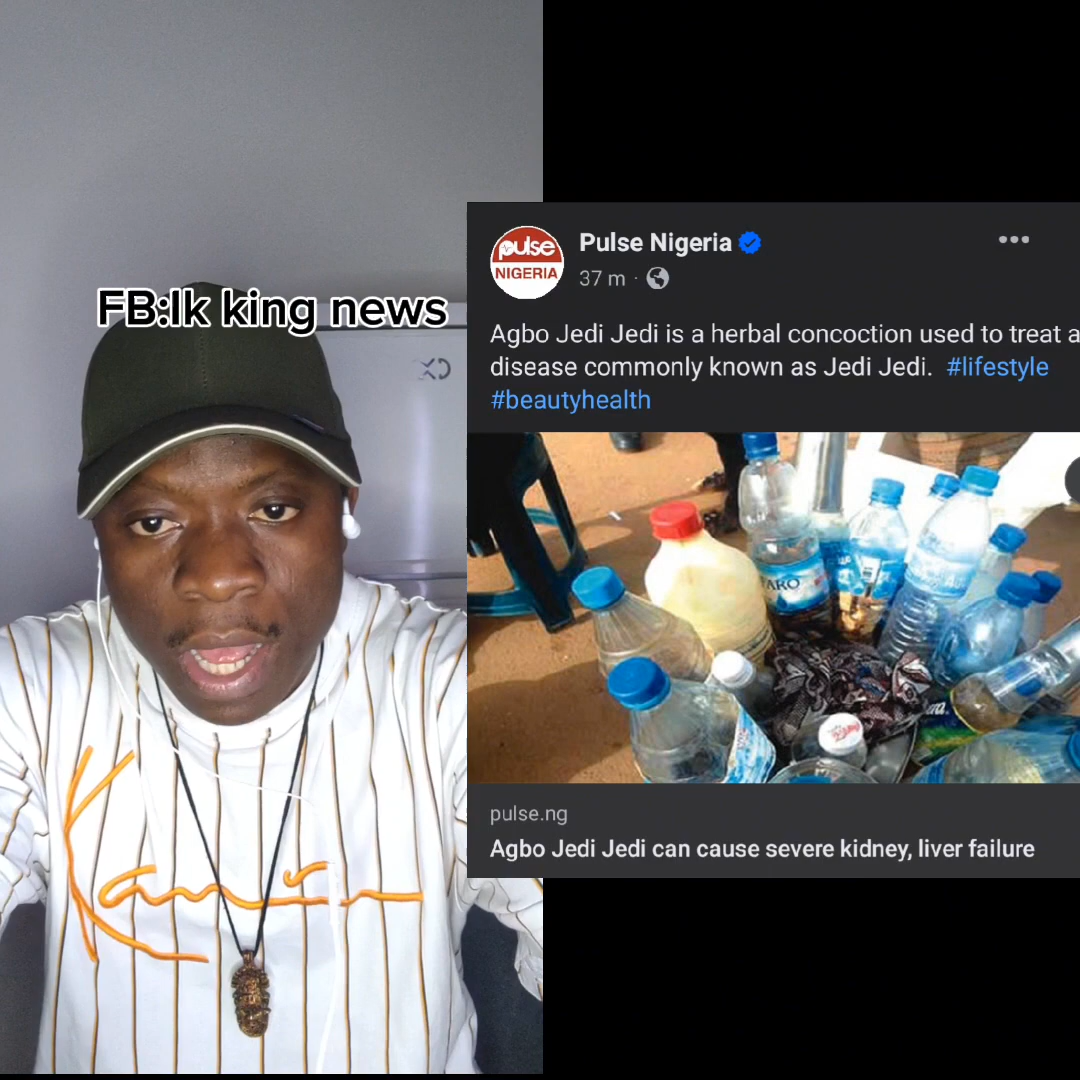 FB:Ik king news
pulse
NIGERIA
Pulse Nigeria
37 m ·
Agbo Jedi Jedi is a herbal concoction used to treat a
disease commonly known as Jedi Jedi. #lifestyle
#beautyhealth
pulse.ng
Agbo Jedi Jedi can cause severe kidney, liver failure
Kani